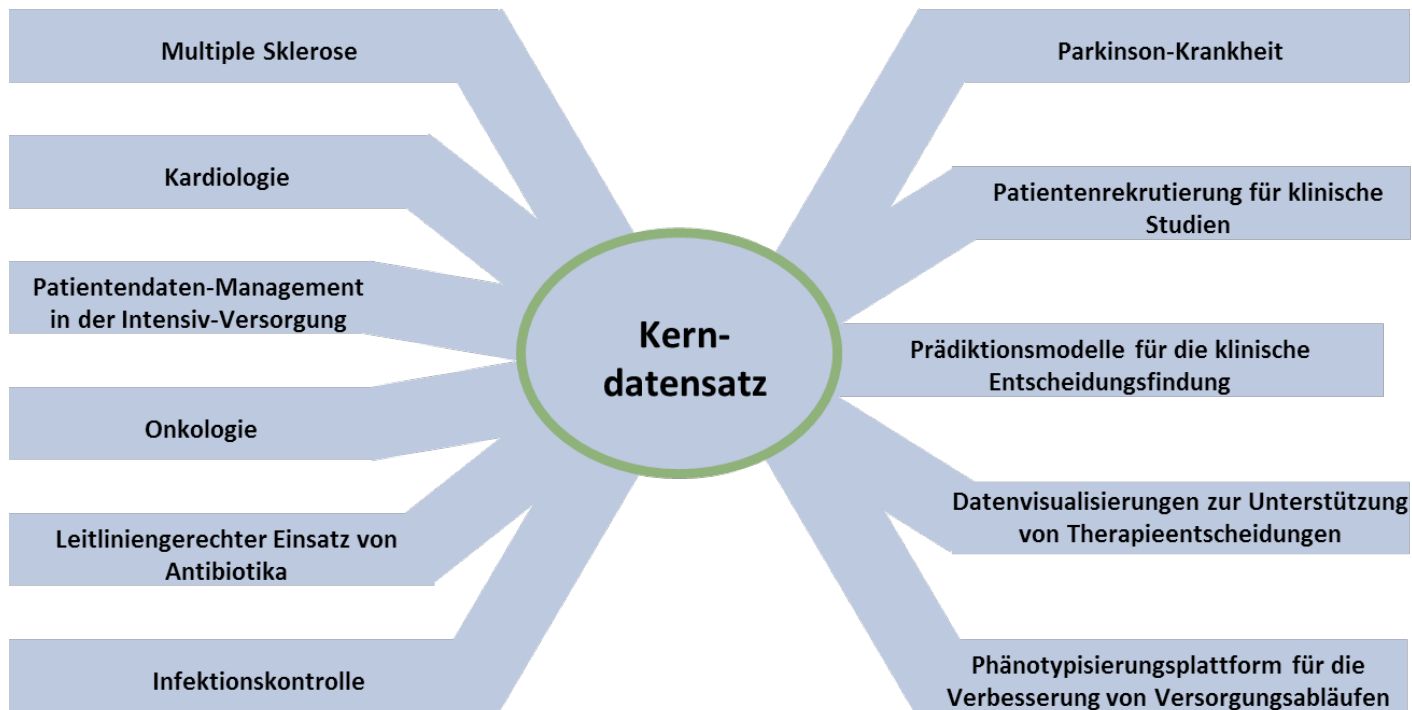 Multiple Sklerose
Kardiologie
Patientendaten-Management
in der Intensiv-Versorgung
Onkologie
Leitliniengerechter Einsatz von
Antibiotika
Infektionskontrolle
Kern-
datensatz
Parkinson-Krankheit
Patientenrekrutierung für klinische
Studien
Prädiktionsmodelle für die klinische
Entscheidungsfindung
Datenvisualisierungen zur Unterstützung
von Therapieentscheidungen
Phänotypisierungsplattform für die
Verbesserung von Versorgungsabläufen